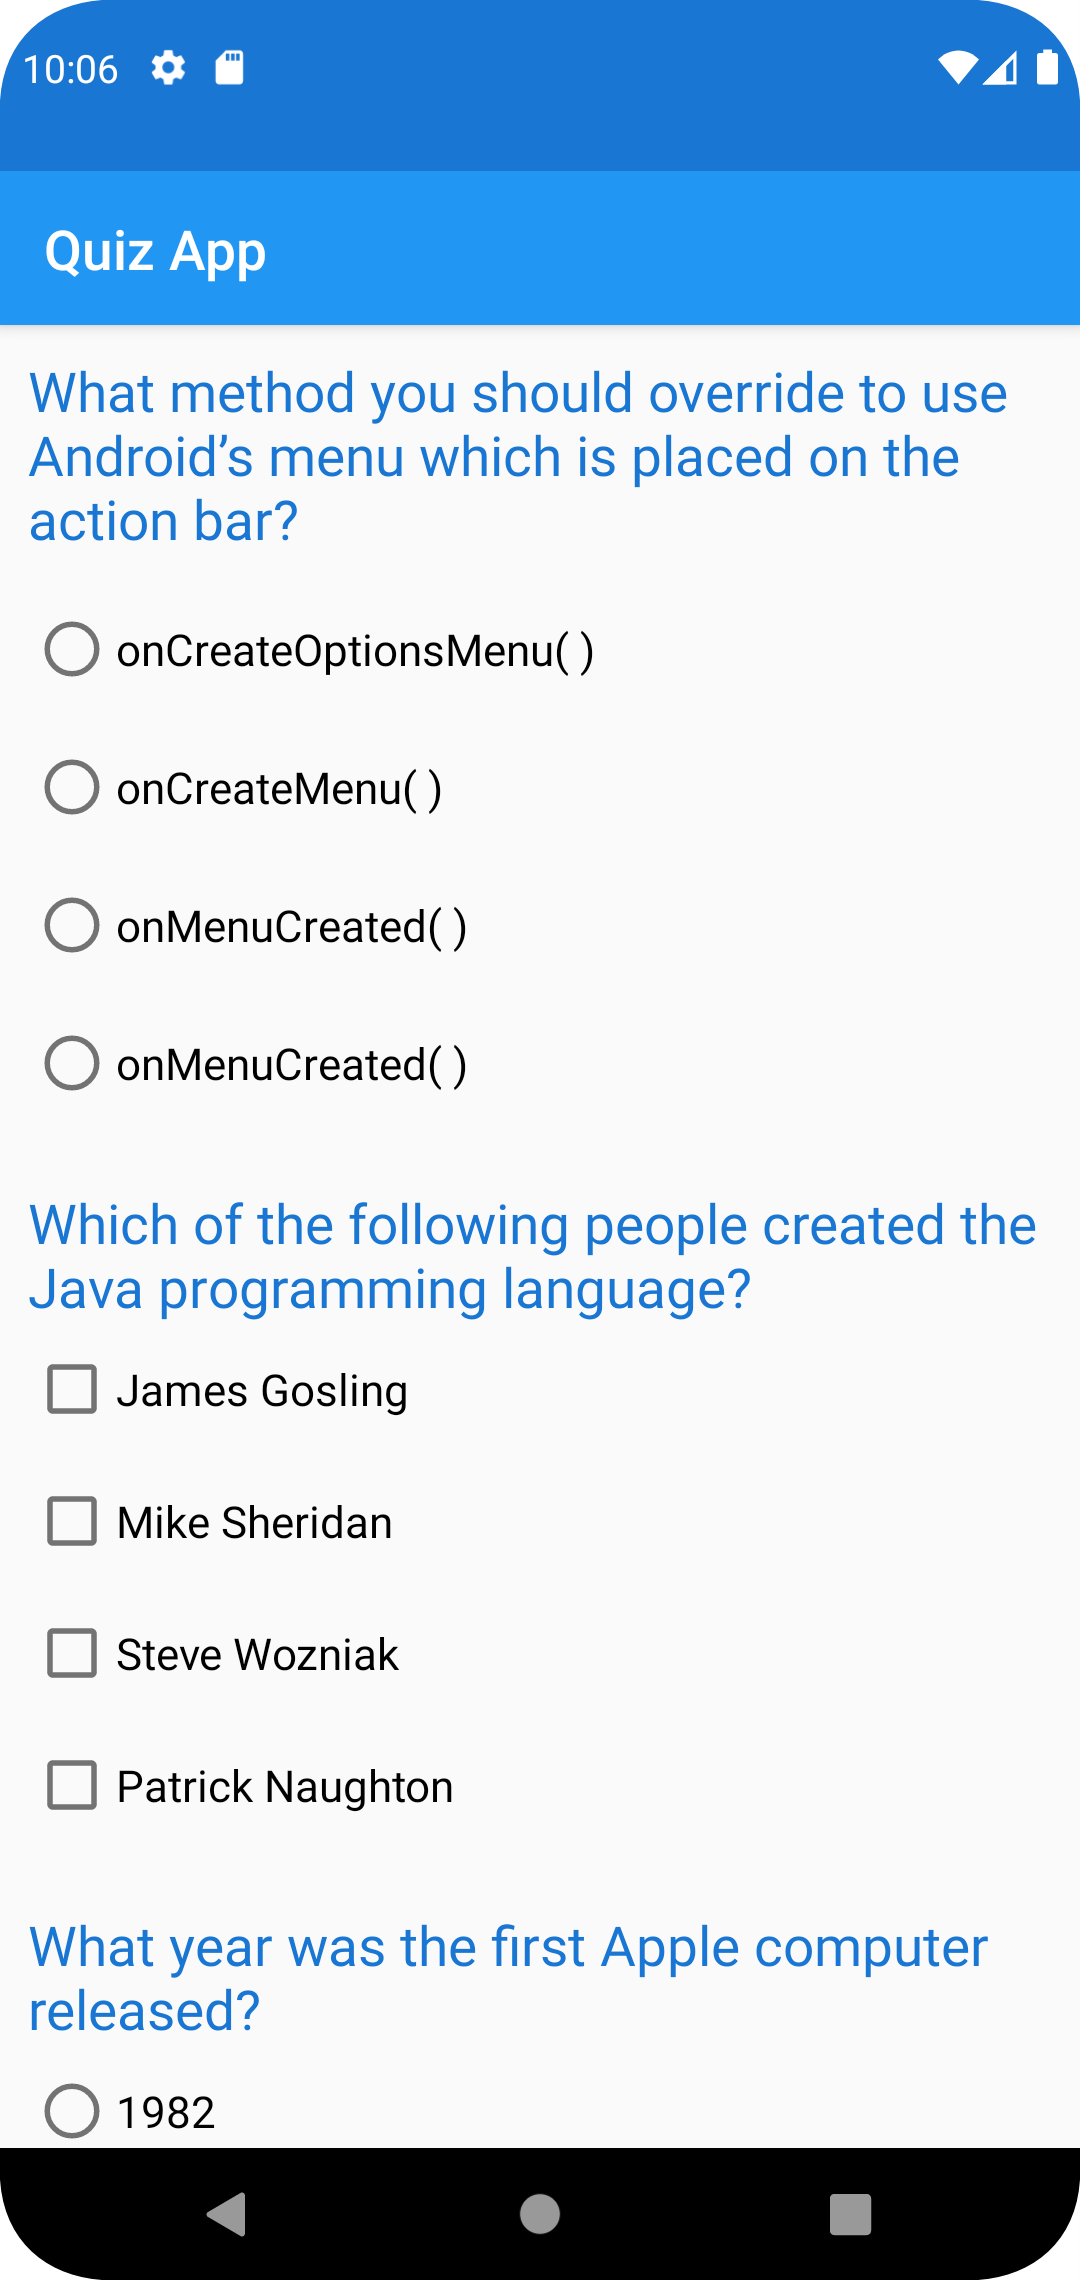 10:06
Quiz App
What method you should override to use
Android’s menu which is placed on the
action bar?
onCreateOptionsMenu( )
onCreateMenu( )
onMenuCreated( )
onMenuCreated( )
Which of the following people created the
Java programming language?
James Gosling
Mike Sheridan
Steve Wozniak
Patrick Naughton
What year was the first Apple computer
released?
1982